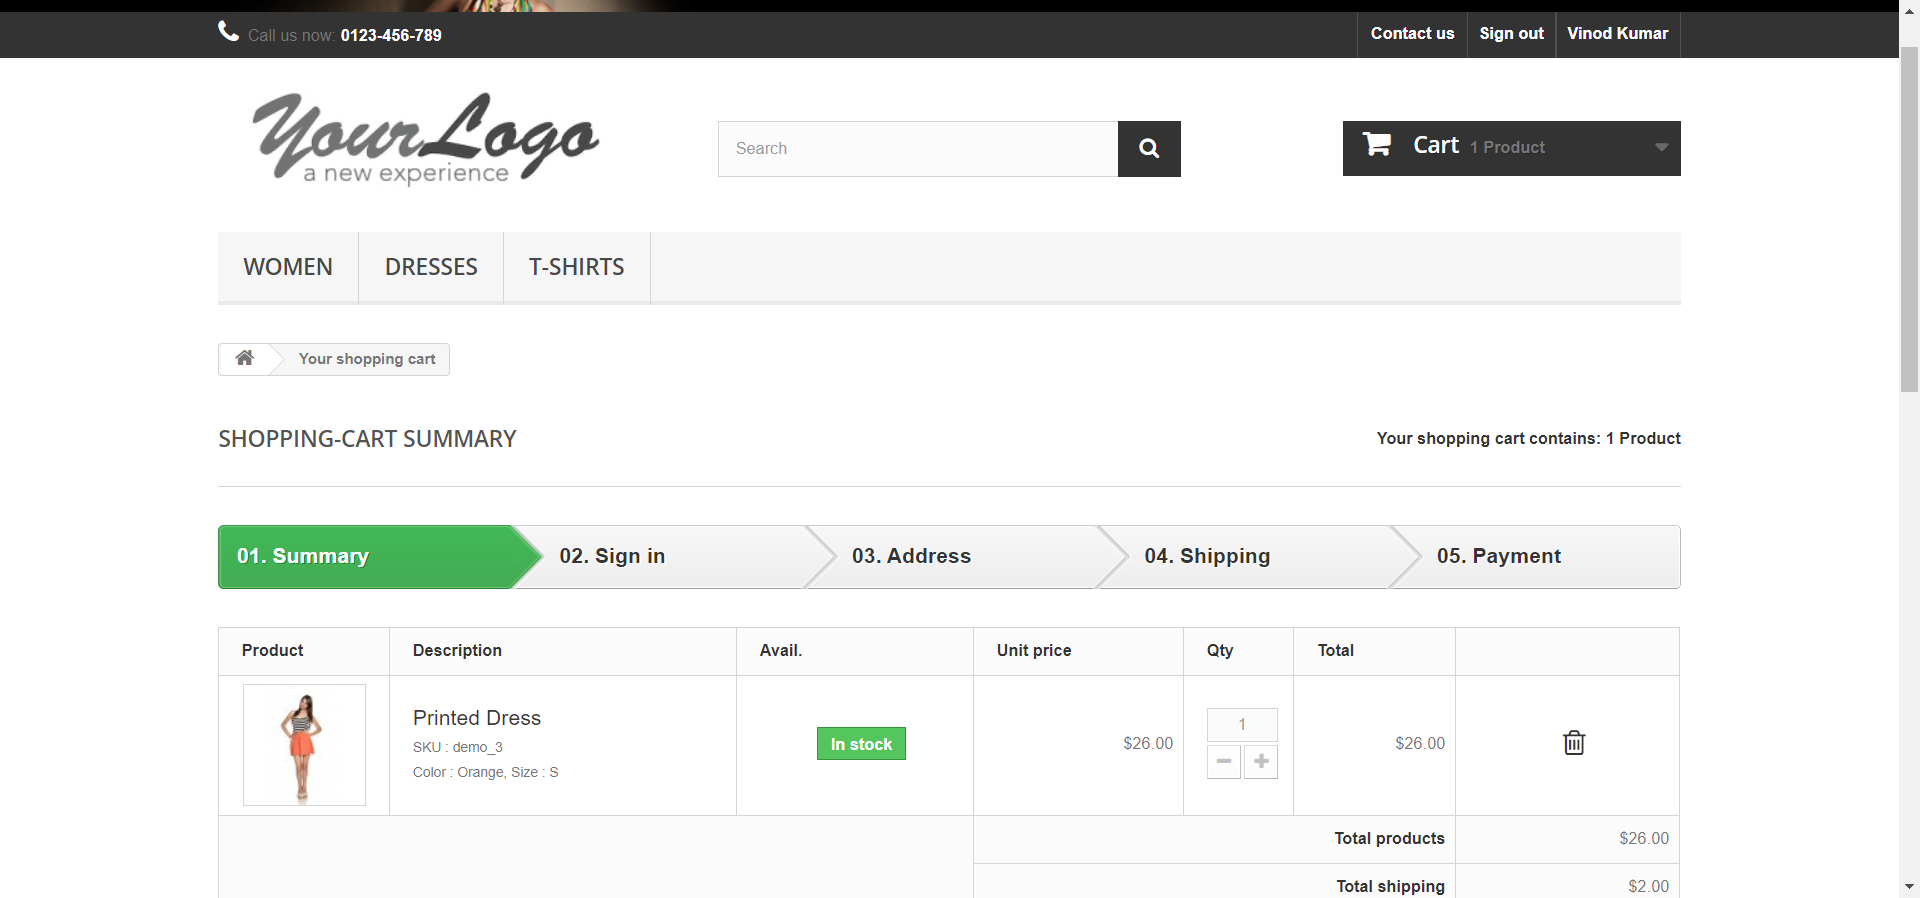 Call us now: 0123-456-789
Contact us
Sign out
Vinod Kumar
YourLogo
a new experience
Search
Cart 1 Product
WOMEN
DRESSES
T-SHIRTS
Your shopping cart
SHOPPING-CART SUMMARY
Your shopping cart contains: 1 Product
01. Summary
02. Sign in
03. Address
04. Shipping
05. Payment
Product
Description
Avail.
Unit price
Qty
Total
Printed Dress
SKU : demo_3
Color : Orange, Size : S
In stock
$26.00
1
$26.00
Total products
$26.00
Total shipping
$2.00